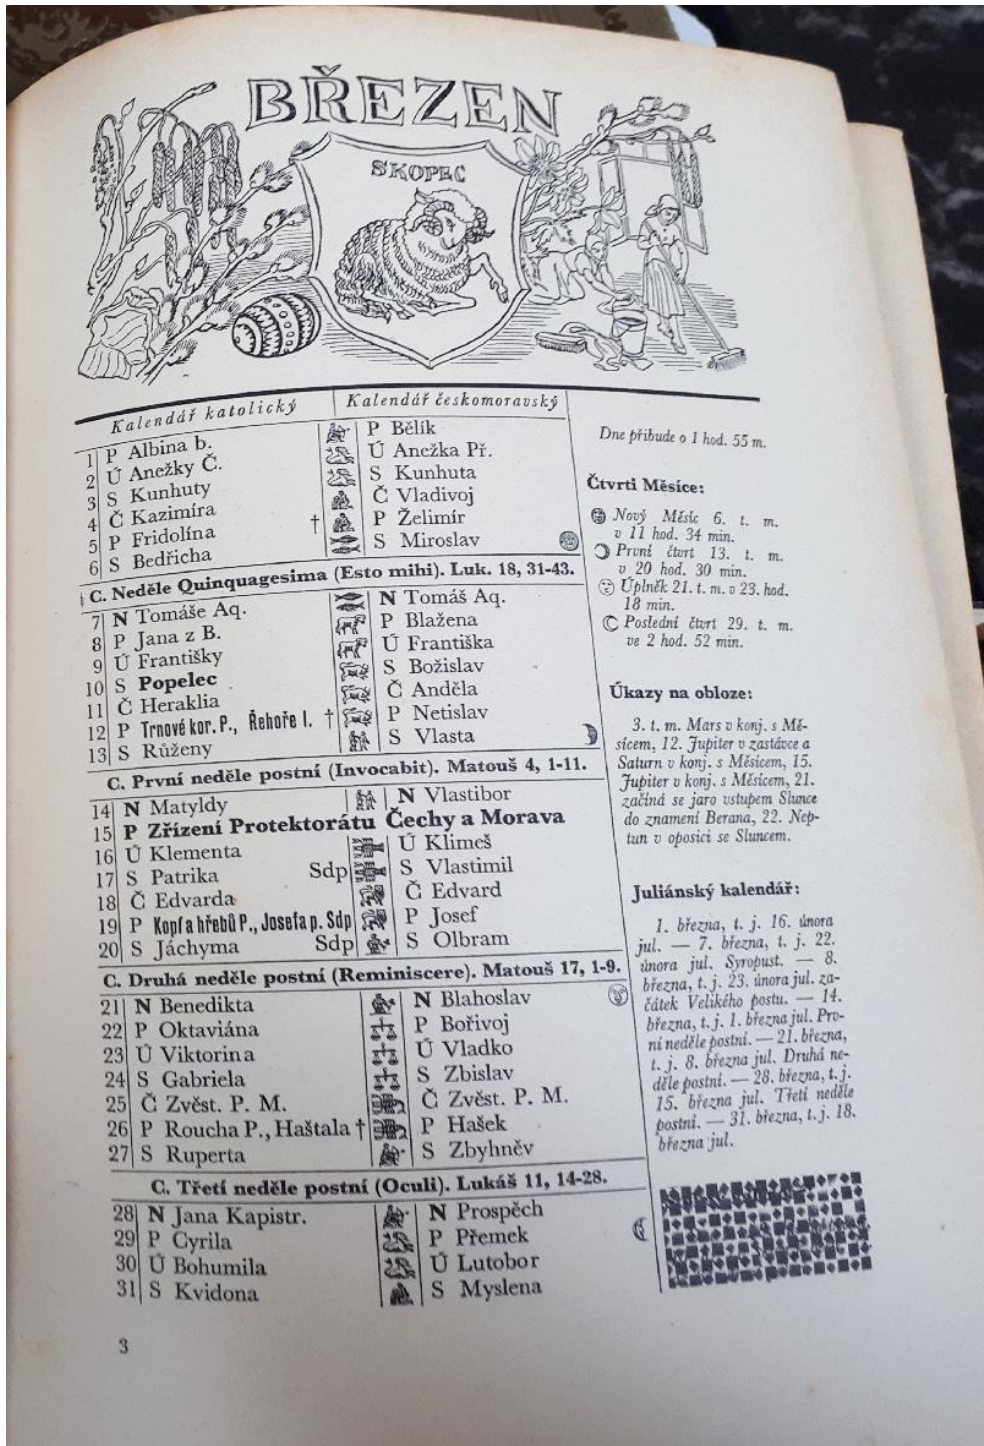 BŘEZEN
SKOPEC
Kalendář katolický Kalendář českomoravský
1 P Albina b. P Bělík
2 Ú Anežky Č. Ú Anežka Př.
3 S Kunhuty S Kunhuta
4 Č Kazimíra Č Vladivoj
5 P Fridolína † P Želimír
6 S Bedřicha S Miroslav
C. Neděle Quinquagesima (Esto mihi). Luk. 18, 31-43.
7 N Tomáše Aq. N Tomáš Aq.
8 P Jana z B. P Blažena
9 Ú Františky Ú Františka
10 S Popelec S Božislav
11 Č Heraklia Č Anděla
12 P Trnové kor. P., Řehoře I. † P Netislav
13 S Růženy S Vlasta
C. První neděle postní (Invocabit). Matouš 4, 1-11.
14 N Matyldy N Vlastibor
15 P Zřízení Protektorátu Čechy a Morava
16 Ú Klementa Ú Klimeš
17 S Patrika Sdp S Vlastimil
18 Č Edvarda Č Edvard
19 P Kopí a hřebů P., Josefa p. Sdp P Josef
20 S Jáchyma Sdp S Olbram
C. Druhá neděle postní (Reminiscere). Matouš 17, 1-9.
21 N Benedikta N Blahoslav
22 P Oktaviána P Bořivoj
23 Ú Viktorina Ú Vladko
24 S Gabriela S Zbislav
25 Č Zvěst. P. M. Č Zvěst. P. M.
26 P Roucha P., Haštala † P Hašek
27 S Ruperta S Zbyhněv
C. Třetí neděle postní (Oculi). Lukáš 11, 14-28.
28 N Jana Kapistr. N Prospěch
29 P Cyrila P Přemek
30 Ú Bohumila Ú Lutobor
31 S Kvidona S Myslena
Dne přibude o 1 hod. 55 m.
Čtvrti Měsíce:
Nový Měsíc 6. t. m.
v 11 hod. 34 min.
První čtvrt 13. t. m.
v 20 hod. 30 min.
Úplněk 21. t. m. v 23. hod.
18 min.
Poslední čtvrt 29. t. m.
ve 2 hod. 52 min.
Úkazy na obloze:
3. t. m. Mars v konj. s Mě-
sícem, 12. Jupiter v zastávce a
Saturn v konj. s Měsícem, 15.
Jupiter v konj. s Měsícem, 21.
začíná se jaro vstupem Slunce
do znamení Berana, 22. Nep-
tun v oposici se Sluncem.
Juliánský kalendář:
1. března, t. j. 16. února
jul. — 7. března, t. j. 22.
února jul. Syropust. — 8.
března, t. j. 23. února jul. za-
čátek Velikého postu. — 14.
března, t. j. 1. března jul. Prv-
ní neděle postní. — 21. března,
t. j. 8. března jul. Druhá ne-
děle postní. — 28. března, t. j.
15. března jul. Třetí neděle
postní. — 31. března, t. j. 18.
března jul.
3